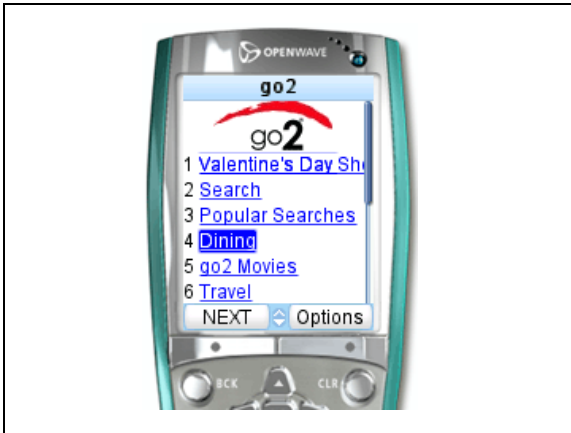 OPENWAVE
go2
go2
1 Valentine's Day Sh
2 Search
3 Popular Searches
4 Dining
5 go2 Movies
6 Travel
NEXT Options
BCK CLR